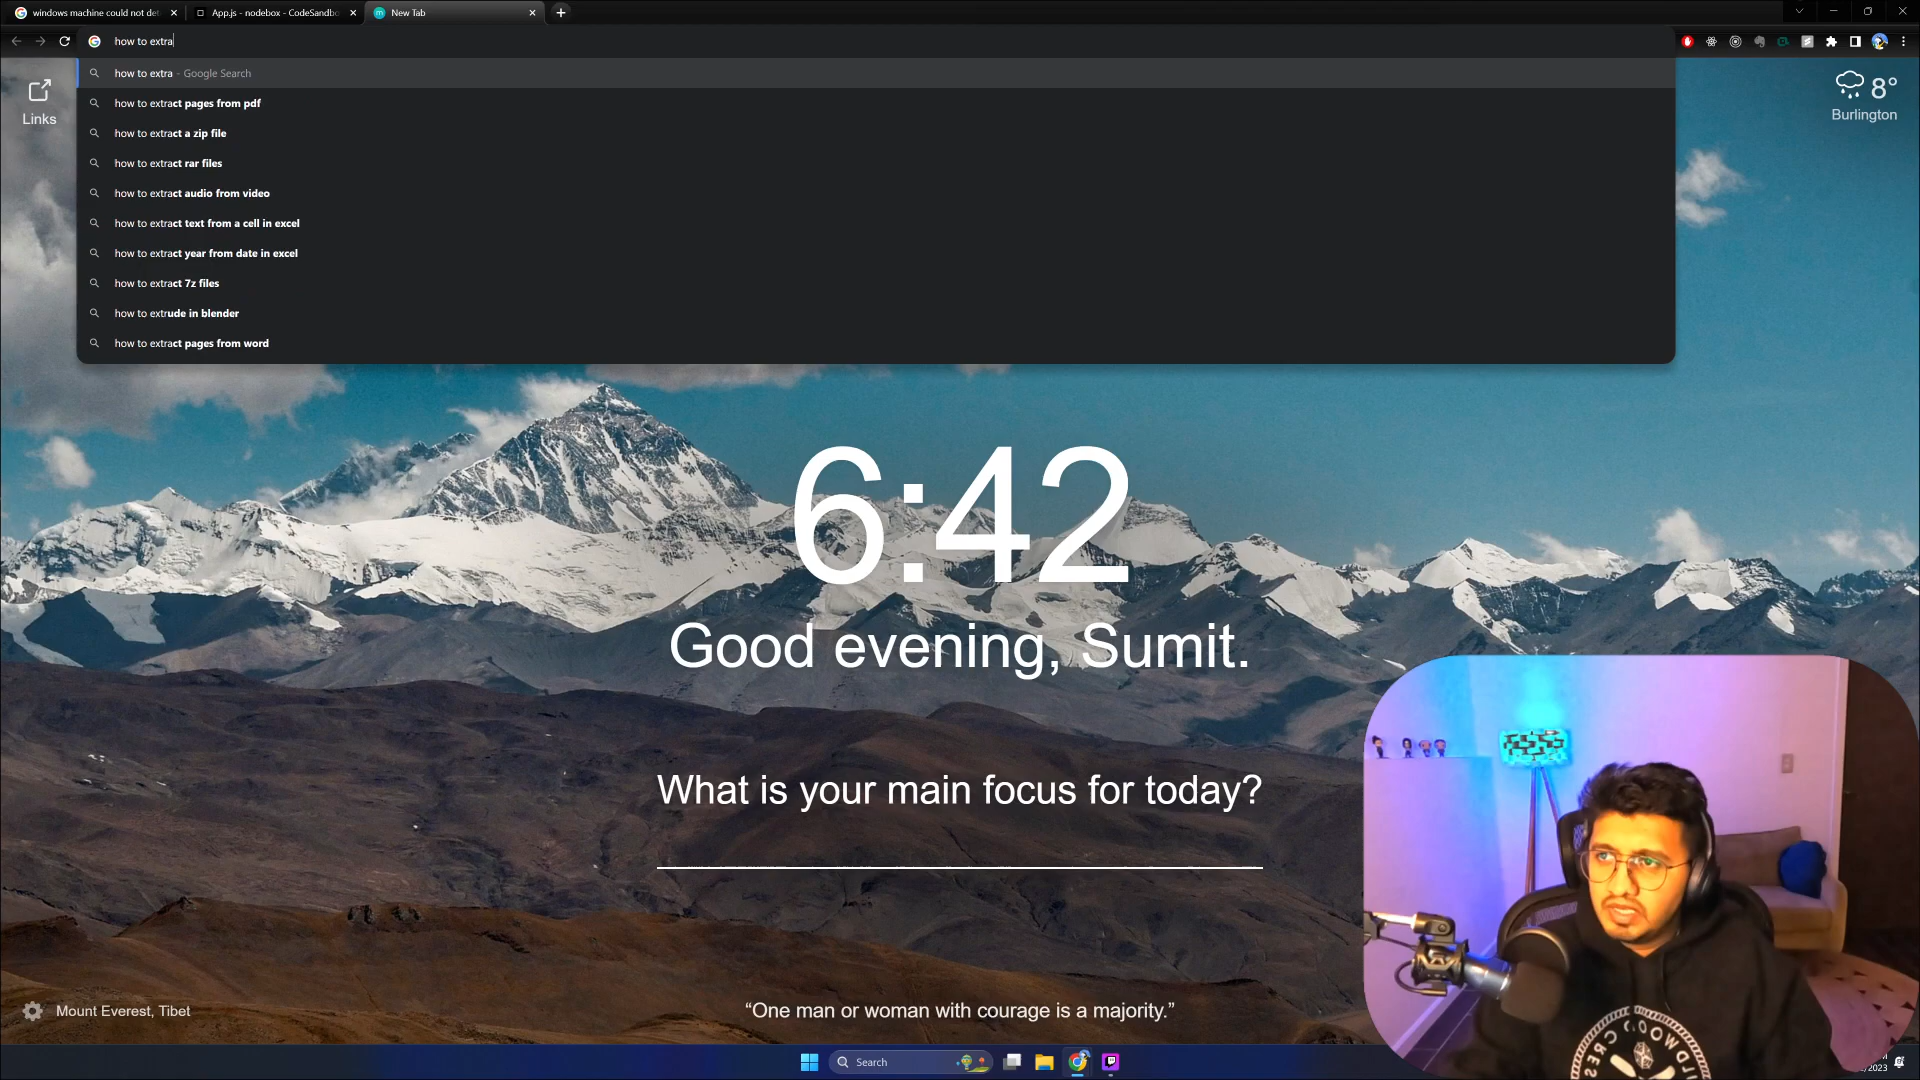 windows machine could not det
App.js - nodebox - CodeSandbo
New Tab
how to extra
how to extra - Google Search
how to extract pages from pdf
how to extract a zip file
how to extract rar files
how to extract audio from video
how to extract text from a cell in excel
how to extract year from date in excel
how to extract 7z files
how to extrude in blender
how to extract pages from word
Links
8°
Burlington
6:42
Good evening, Sumit.
What is your main focus for today?
Mount Everest, Tibet
“One man or woman with courage is a majority.”
Search